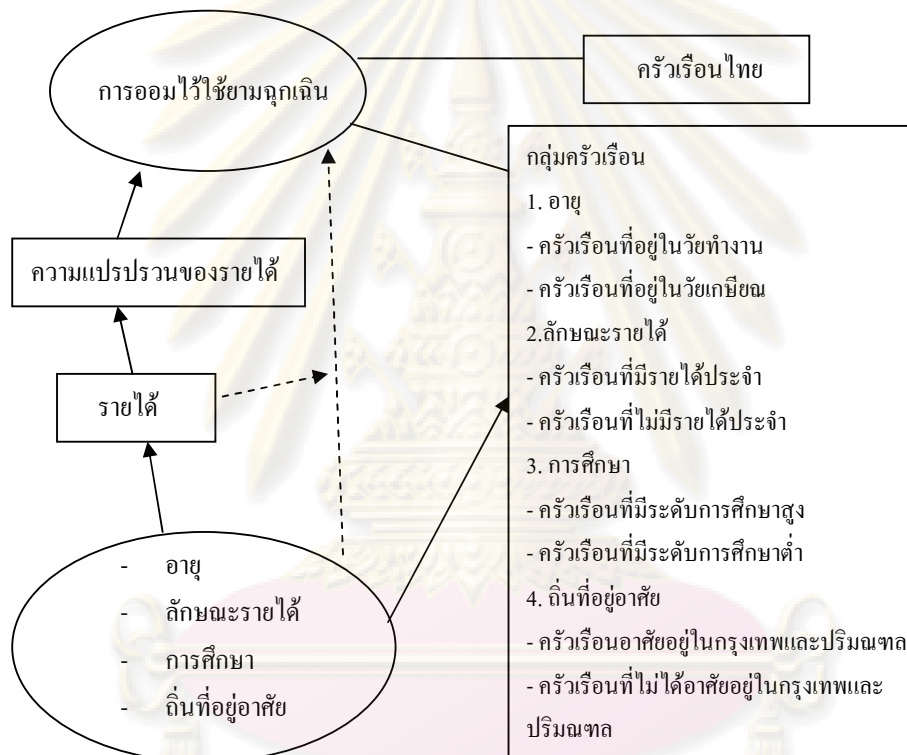 การออมไว้ใช้ยามฉุกเฉิน
ครัวเรือนไทย
ความแปรปรวนของรายได้
รายได้
- อายุ
- ลักษณะรายได้
- การศึกษา
- ถิ่นที่อยู่อาศัย
กลุ่มครัวเรือน
1. อายุ
- ครัวเรือนที่อยู่ในวัยทำงาน
- ครัวเรือนที่อยู่ในวัยเกษียณ
2.ลักษณะรายได้
- ครัวเรือนที่มีรายได้ประจำ
- ครัวเรือนที่ไม่มีรายได้ประจำ
3. การศึกษา
- ครัวเรือนที่มีระดับการศึกษาสูง
- ครัวเรือนที่มีระดับการศึกษาต่ำ
4. ถิ่นที่อยู่อาศัย
- ครัวเรือนอาศัยอยู่ในกรุงเทพและปริมณฑล
- ครัวเรือนที่ไม่ได้อาศัยอยู่ในกรุงเทพและ
ปริมณฑล